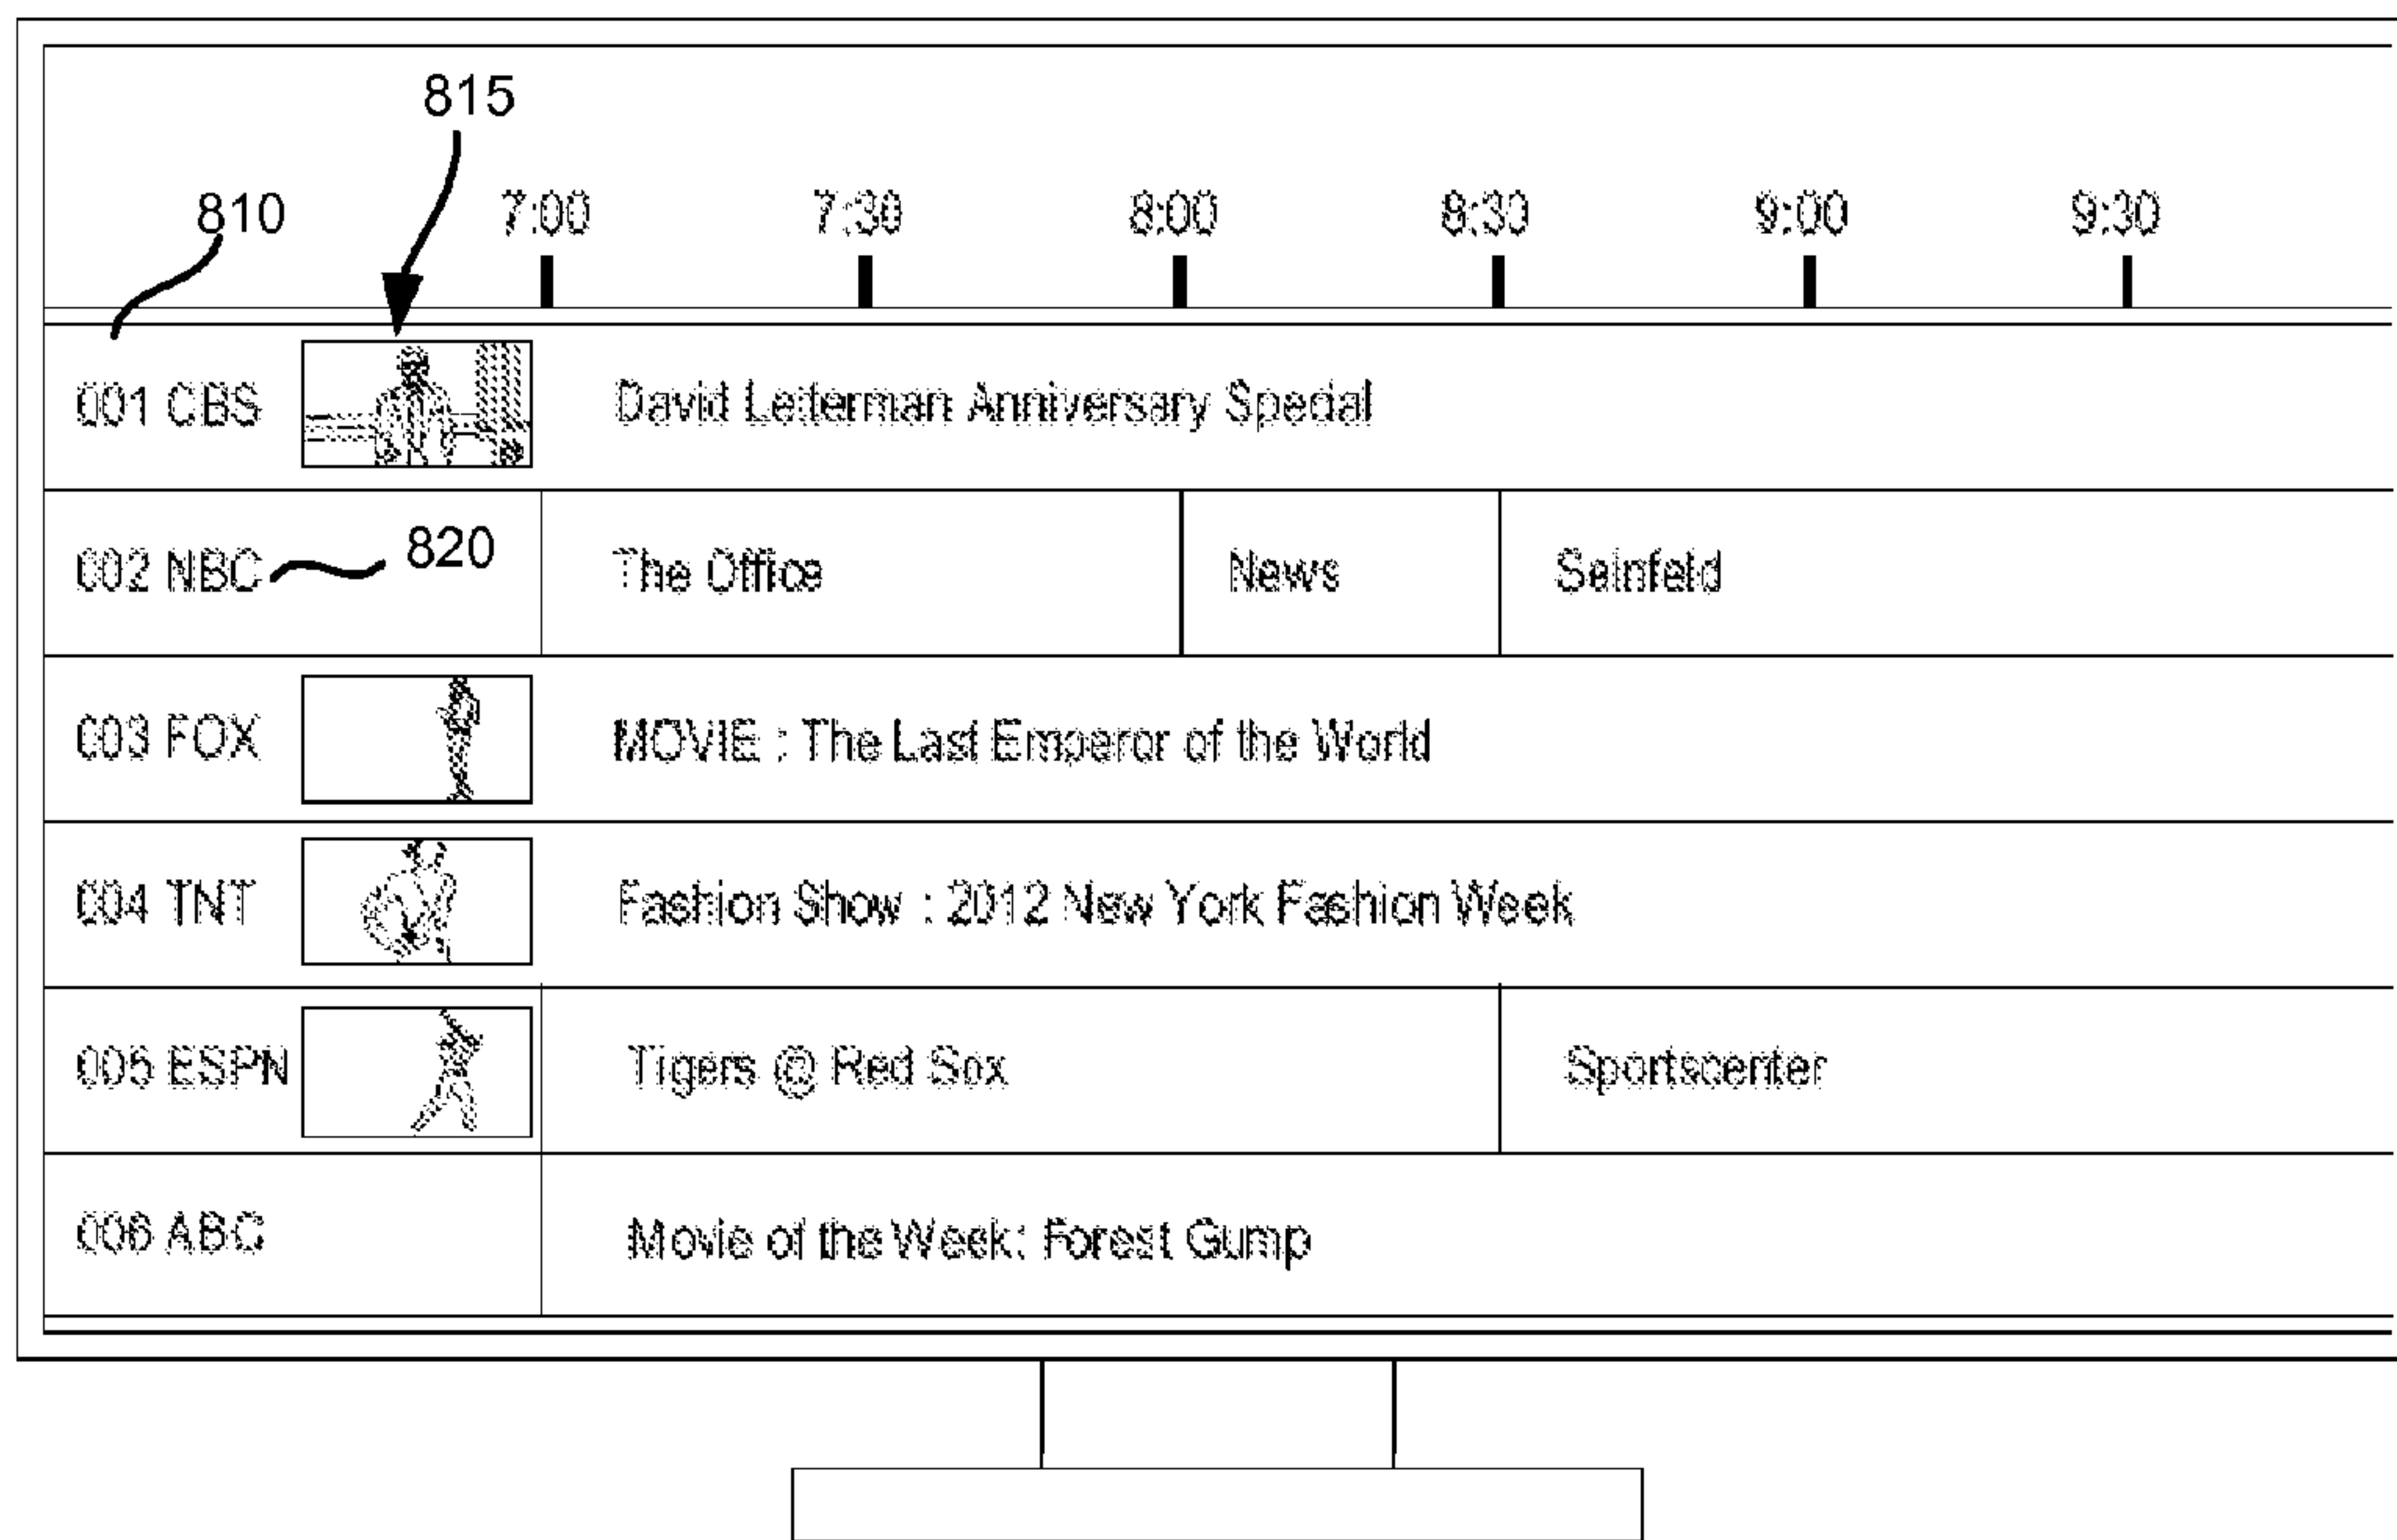 815
810
7:00 7:30 8:00 8:30 9:00 9:30
001 CBS David Letterman Anniversary Special
002 NBC 820 The Office News Seinfeld
003 FOX MOVIE : The Last Emperor of the World
004 TNT Fashion Show : 2012 New York Fashion Week
005 ESPN Tigers @ Red Sox Sportscenter
006 ABC Movie of the Week: Forest Gump